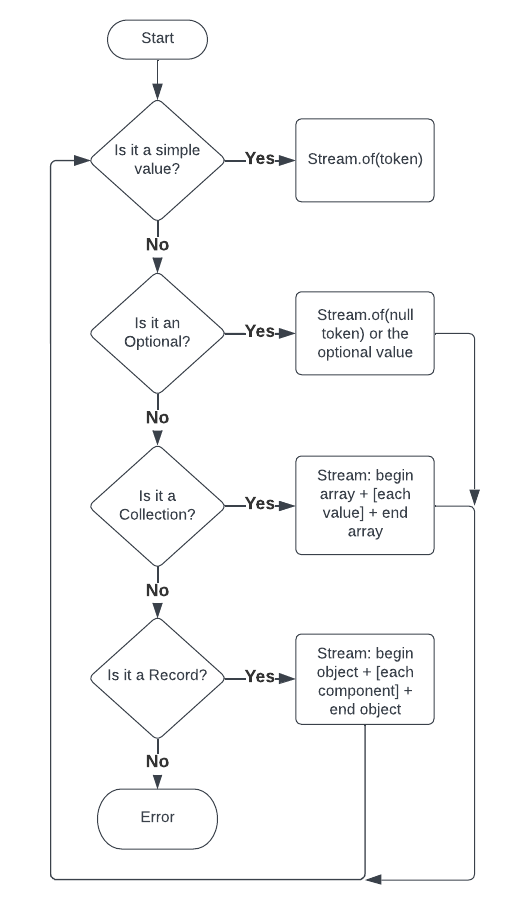 Start
Is it a simple
value?
Yes
Stream.of(token)
No
Is it an
Optional?
Yes
Stream.of(null
token) or the
optional value
No
Is it a
Collection?
Yes
Stream: begin
array + [each
value] + end
array
No
Is it a Record?
Yes
Stream: begin
object + [each
component] +
end object
No
Error